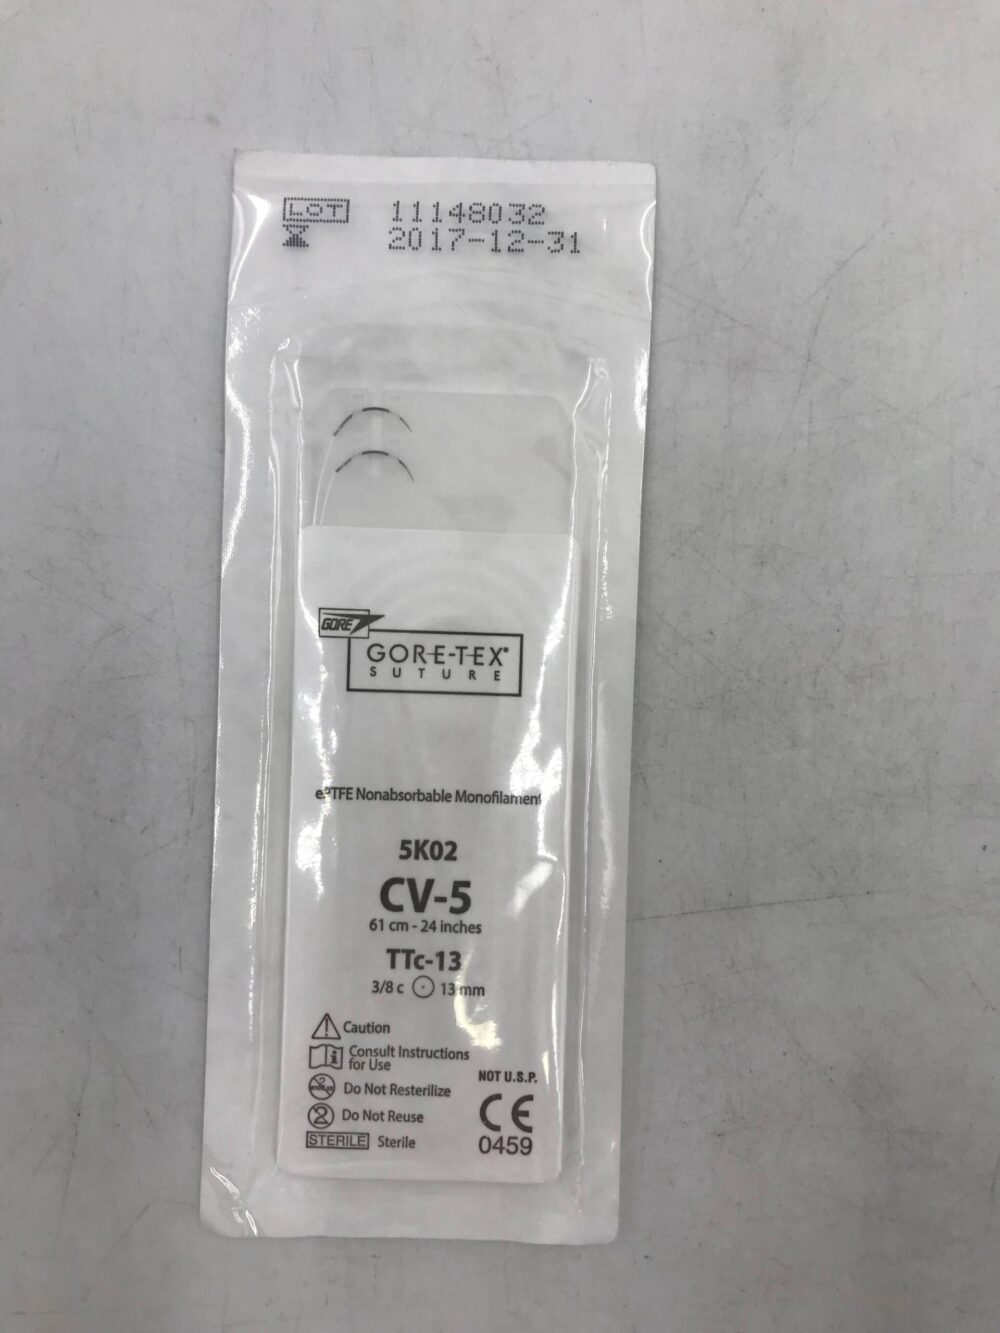 LOT 11148032
2017-12-31
GORE
GORE-TEX®
SUTURE
ePTFE Nonabsorbable Monofilament
5K02
CV-5
61 cm - 24 inches
TTc-13
3/8 c 13 mm
Caution
Consult Instructions
for Use
Do Not Resterilize
Do Not Reuse
STERILE Sterile
NOT U.S.P.
CE
0459